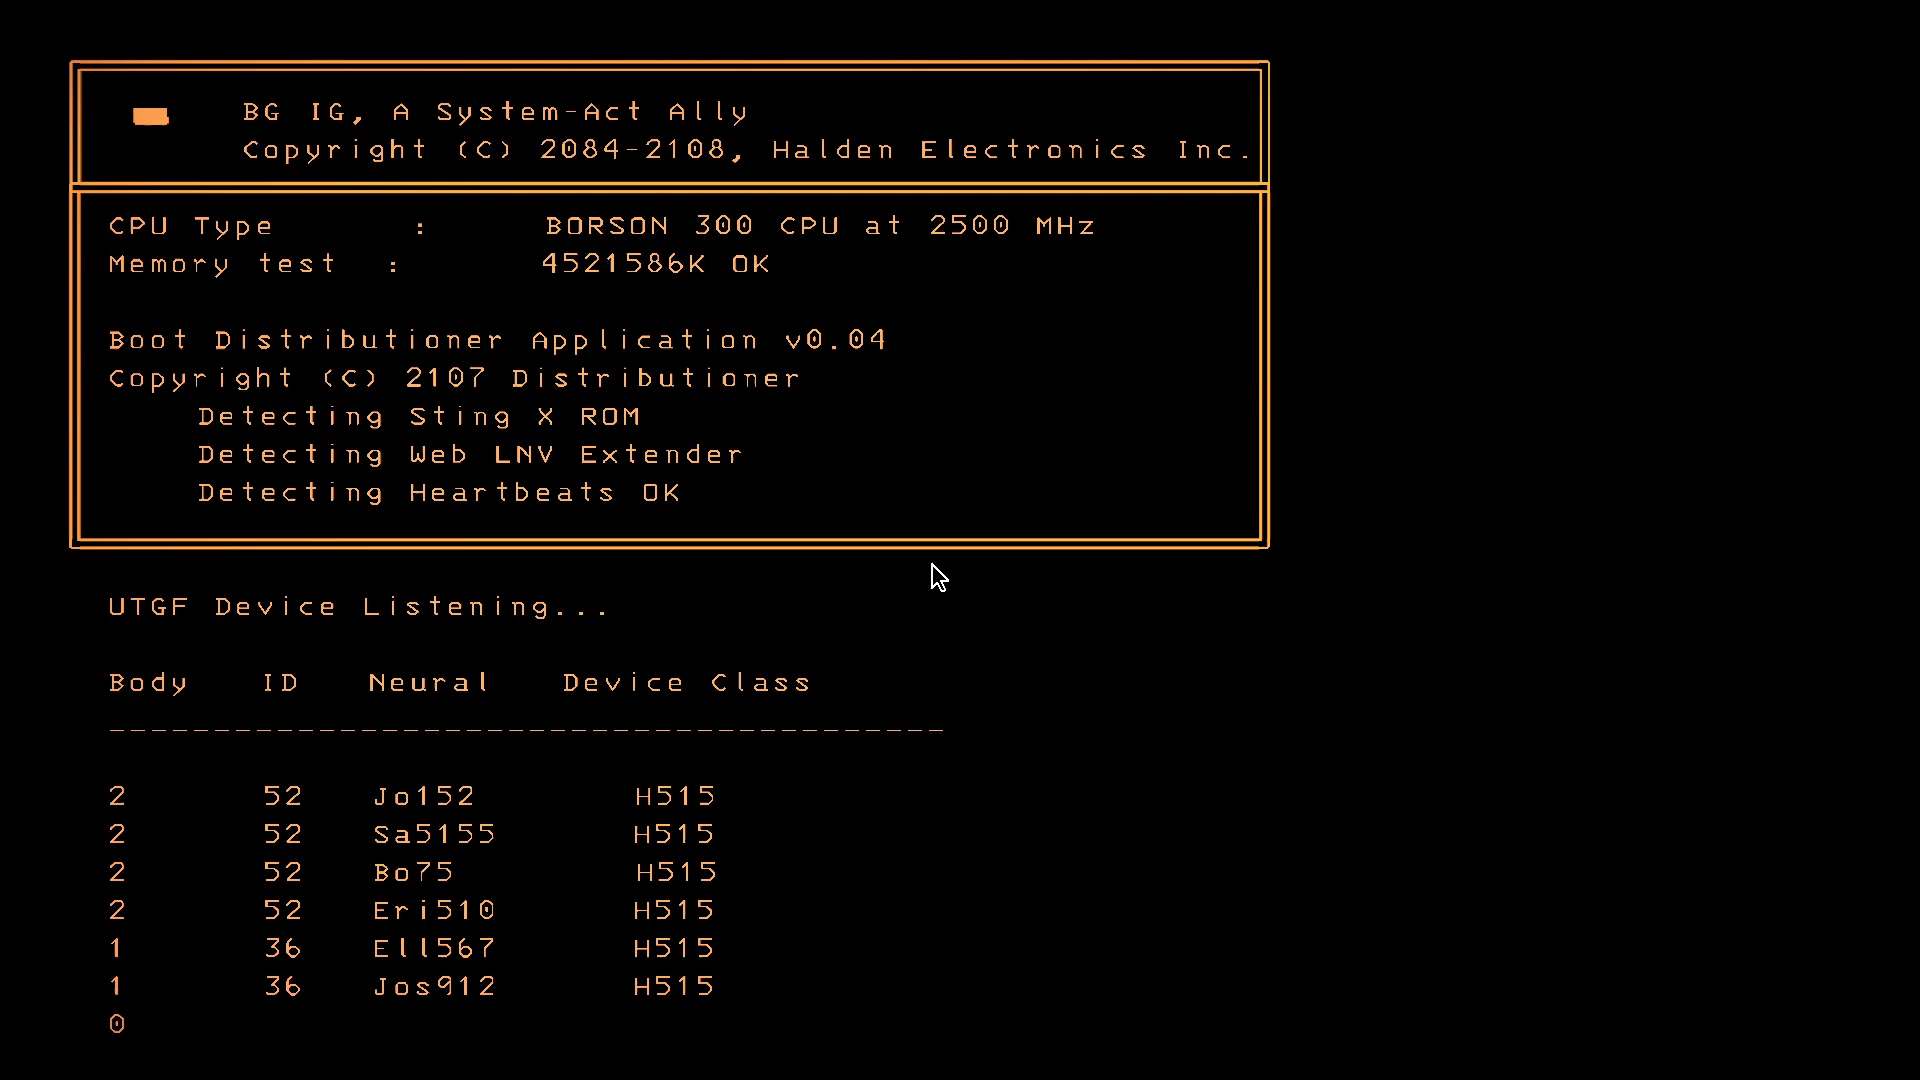 BG IG, A System-Act Ally
Copyright (C) 2084-2108, Halden Electronics Inc.
CPU Type : BORSON 300 CPU at 2500 MHz
Memory test : 4521586K OK
Boot Distributioner Application v0.04
Copyright (C) 2107 Distributioner
Detecting Sting X ROM
Detecting Web LNV Extender
Detecting Heartbeats OK
UTGF Device Listening...
Body ID Neural Device Class
----------------------------------------
2 52 Jo152 H515
2 52 Sa5155 H515
2 52 Bo75 H515
2 52 Eri510 H515
1 36 Ell567 H515
1 36 Jos912 H515
0